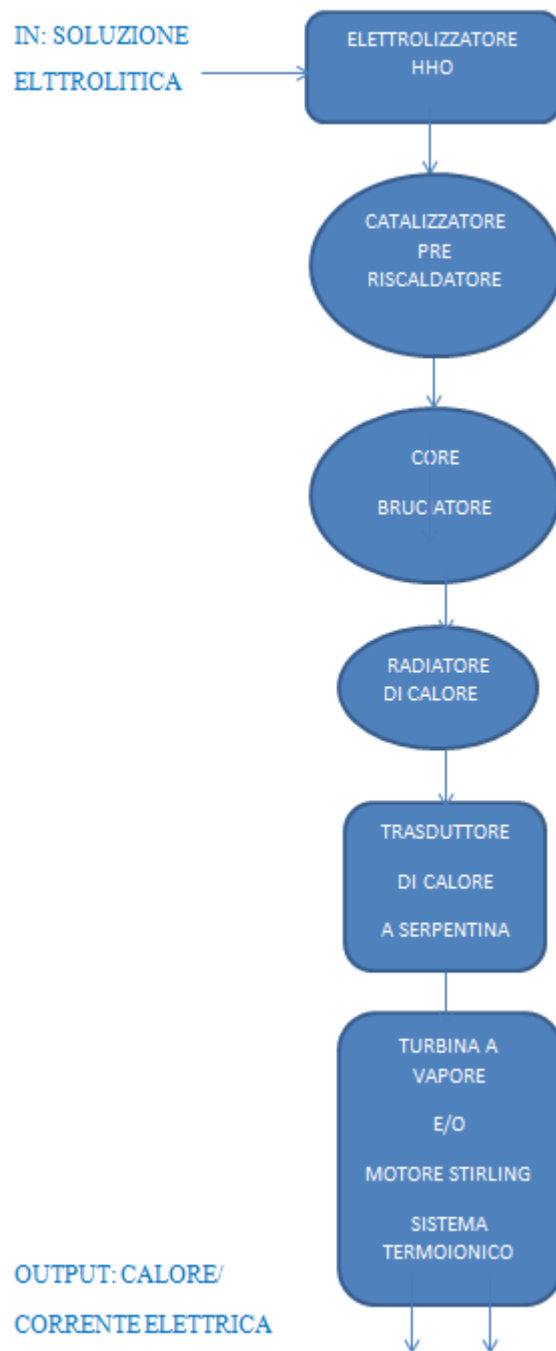 IN: SOLUZIONE
ELTTROLITICA
ELETTROLIZZATORE
HHO
CATALIZZATORE
PRE
RISCALDATORE
CORE
BRUCIATORE
RADIATORE
DI CALORE
TRASDUTTORE
DI CALORE
A SERPENTINA
TURBINA A
VAPORE
E/O
MOTORE STIRLING
SISTEMA
TERMOIONICO
OUTPUT: CALORE/
CORRENTE ELETTRICA